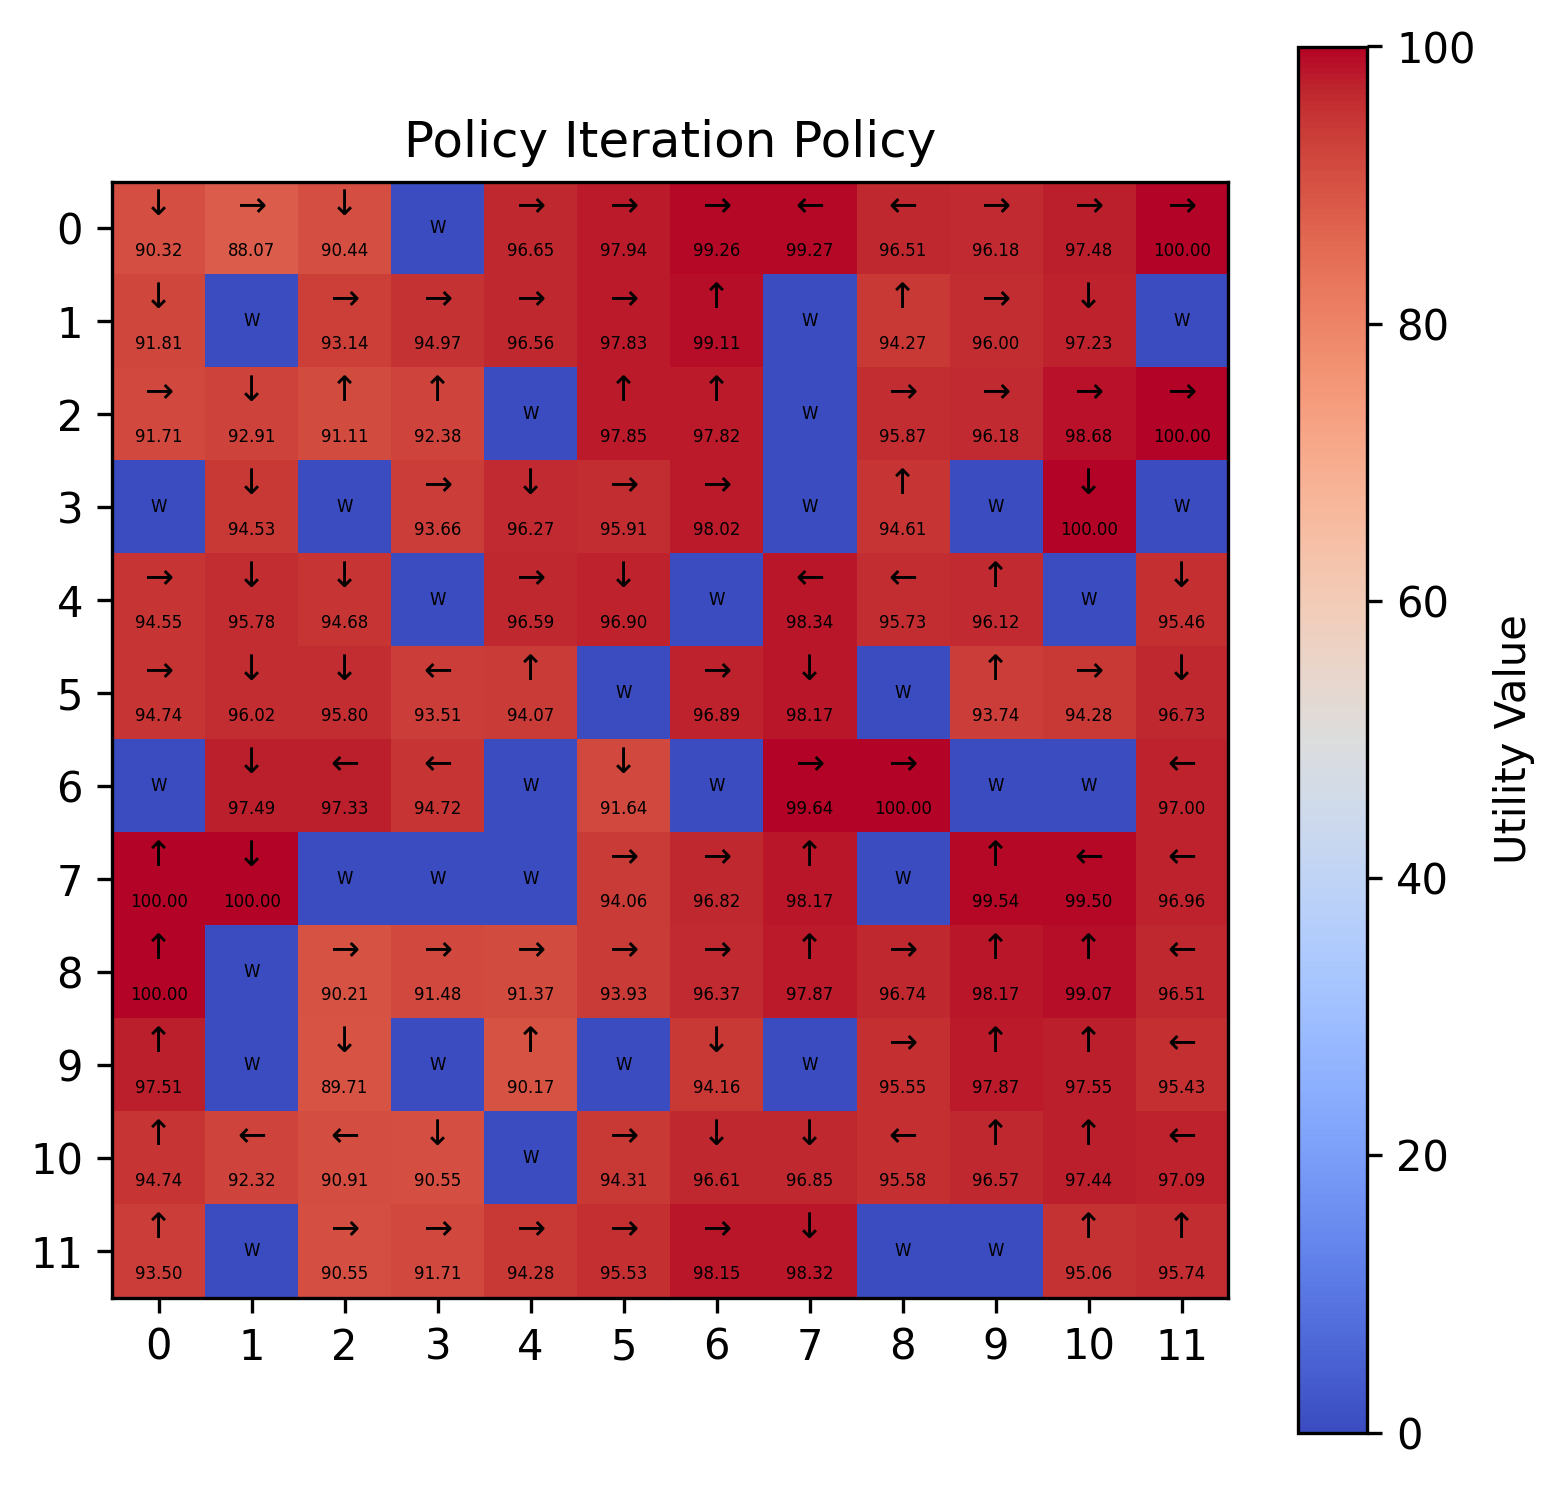 Policy Iteration Policy
↓ → ↓ W → → → ← ← → → →
0 90.32 88.07 90.44 96.65 97.94 99.26 99.27 96.51 96.18 97.48 100.00
↓ W → → → → ↑ W ↑ → ↓ W
1 91.81 93.14 94.97 96.56 97.83 99.11 94.27 96.00 97.23
→ ↓ ↑ ↑ W ↑ ↑ W → → → →
2 91.71 92.91 91.11 92.38 97.85 97.82 95.87 96.18 98.68 100.00
W ↓ W → ↓ → → W ↑ W ↓ W
3 94.53 93.66 96.27 95.91 98.02 94.61 100.00
→ ↓ ↓ W → ↓ W ← ← ↑ W ↓
4 94.55 95.78 94.68 96.59 96.90 98.34 95.73 96.12 95.46
→ ↓ ↓ ← ↑ W → ↓ W ↑ → ↓
5 94.74 96.02 95.80 93.51 94.07 96.89 98.17 93.74 94.28 96.73
W ↓ ← ← W ↓ W → → W W ←
6 97.49 97.33 94.72 91.64 99.64 100.00 97.00
↑ ↓ W W W → → ↑ W ↑ ← ←
7 100.00 100.00 94.06 96.82 98.17 99.54 99.50 96.96
↑ W → → → → → ↑ → ↑ ↑ ←
8 100.00 90.21 91.48 91.37 93.93 96.37 97.87 96.74 98.17 99.07 96.51
↑ W ↓ W ↑ W ↓ W → ↑ ↑ ←
9 97.51 89.71 90.17 94.16 95.55 97.87 97.55 95.43
↑ ← ← ↓ W → ↓ ↓ ← ↑ ↑ ←
10 94.74 92.32 90.91 90.55 94.31 96.61 96.85 95.58 96.57 97.44 97.09
↑ W → → → → → ↓ W W ↑ ↑
11 93.50 90.55 91.71 94.28 95.53 98.15 98.32 95.06 95.74
0 1 2 3 4 5 6 7 8 9 10 11
100
80
60
40
20
0
Utility Value